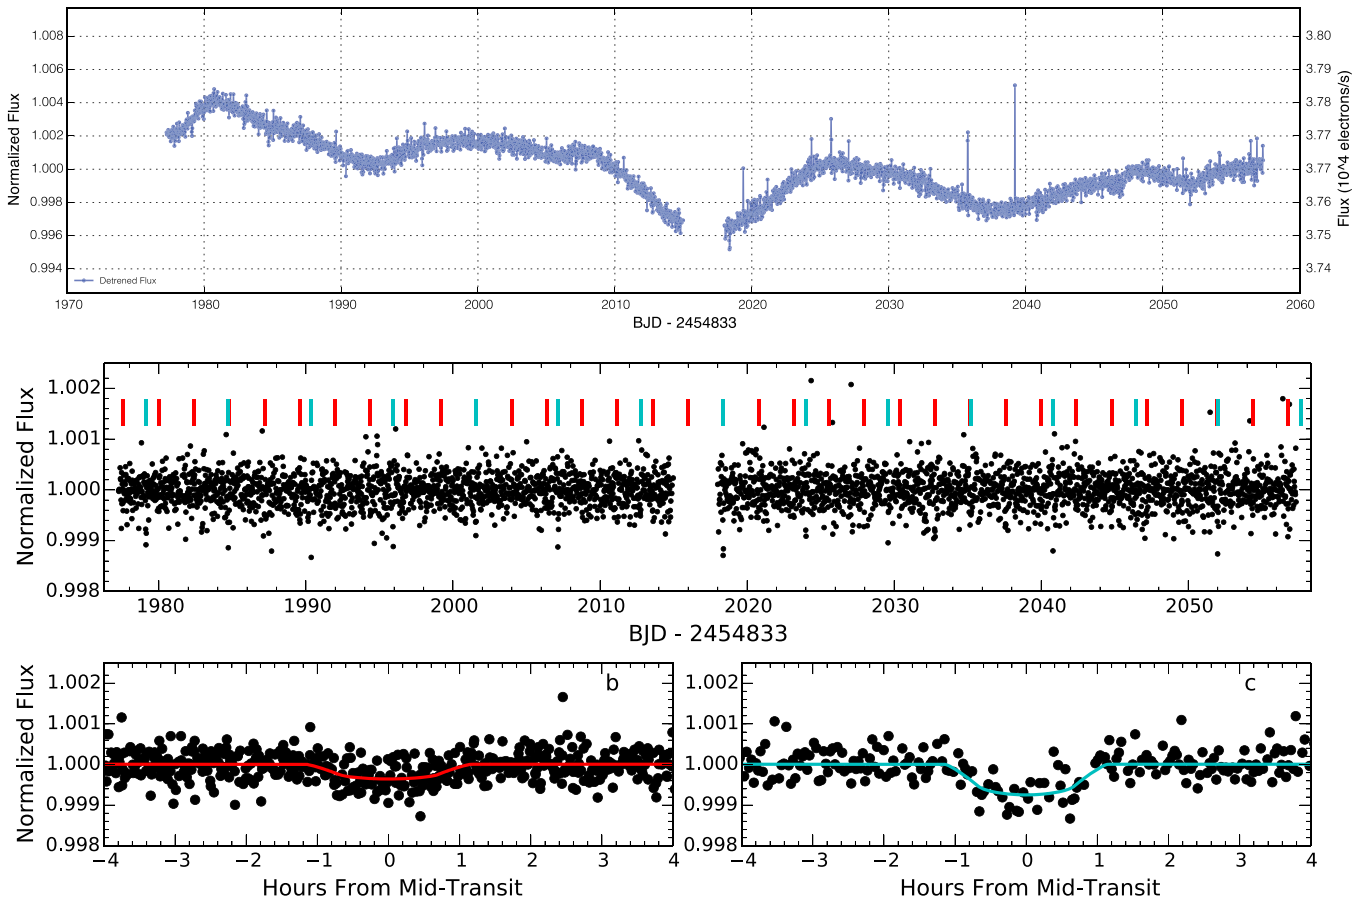 1.008
1.006
1.004
1.002
1.000
0.998
0.996
0.994
Normalized Flux
3.80
3.79
3.78
3.77
3.77
3.76
3.75
3.74
Flux (10^4 electrons/s)
Detrened Flux
1970 1980 1990 2000 2010 2020 2030 2040 2050 2060
BJD - 2454833
1.002
1.001
1.000
0.999
0.998
Normalized Flux
1980 1990 2000 2010 2020 2030 2040 2050
BJD - 2454833
b
1.002
1.001
1.000
0.999
0.998
Normalized Flux
−4 −3 −2 −1 0 1 2 3 4
Hours From Mid-Transit
c
1.002
1.001
1.000
0.999
0.998
−4 −3 −2 −1 0 1 2 3 4
Hours From Mid-Transit